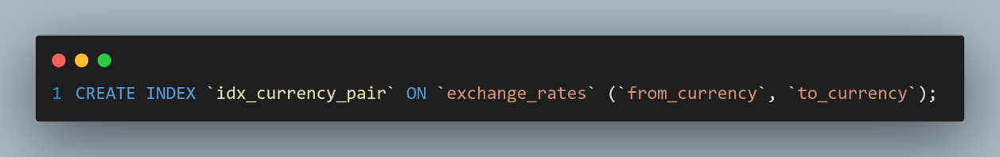 1 CREATE INDEX `idx_currency_pair` ON `exchange_rates` (`from_currency`, `to_currency`);